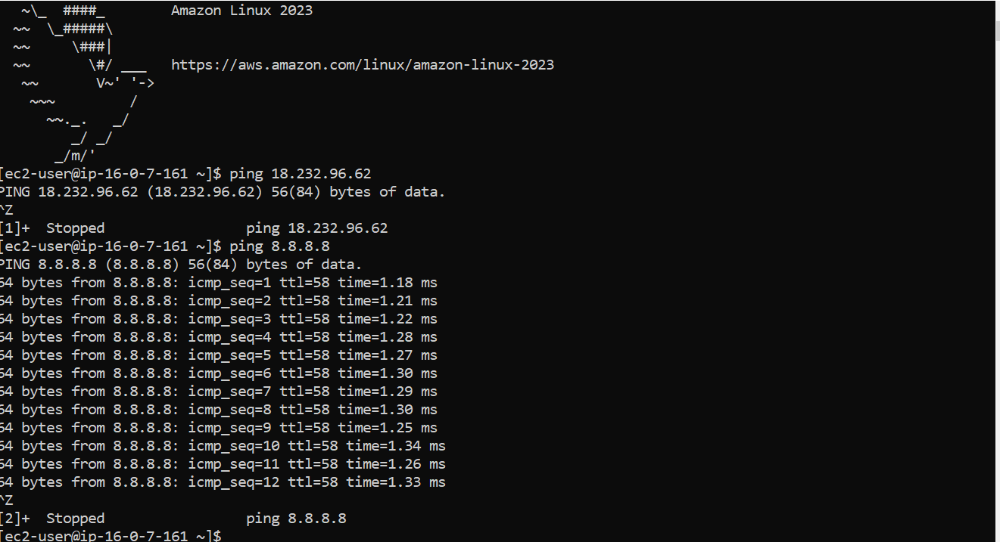 ~\_  ####_        Amazon Linux 2023
  ~~  \_#####\
  ~~     \###|
  ~~       \#/ ___   https://aws.amazon.com/linux/amazon-linux-2023
   ~~       V~' '->
    ~~~         /
      ~~._.   _/
         _/ _/
       _/m/'
[ec2-user@ip-16-0-7-161 ~]$ ping 18.232.96.62
PING 18.232.96.62 (18.232.96.62) 56(84) bytes of data.
^Z
[1]+  Stopped                 ping 18.232.96.62
[ec2-user@ip-16-0-7-161 ~]$ ping 8.8.8.8
PING 8.8.8.8 (8.8.8.8) 56(84) bytes of data.
64 bytes from 8.8.8.8: icmp_seq=1 ttl=58 time=1.18 ms
64 bytes from 8.8.8.8: icmp_seq=2 ttl=58 time=1.21 ms
64 bytes from 8.8.8.8: icmp_seq=3 ttl=58 time=1.22 ms
64 bytes from 8.8.8.8: icmp_seq=4 ttl=58 time=1.28 ms
64 bytes from 8.8.8.8: icmp_seq=5 ttl=58 time=1.27 ms
64 bytes from 8.8.8.8: icmp_seq=6 ttl=58 time=1.30 ms
64 bytes from 8.8.8.8: icmp_seq=7 ttl=58 time=1.29 ms
64 bytes from 8.8.8.8: icmp_seq=8 ttl=58 time=1.30 ms
64 bytes from 8.8.8.8: icmp_seq=9 ttl=58 time=1.25 ms
64 bytes from 8.8.8.8: icmp_seq=10 ttl=58 time=1.34 ms
64 bytes from 8.8.8.8: icmp_seq=11 ttl=58 time=1.26 ms
64 bytes from 8.8.8.8: icmp_seq=12 ttl=58 time=1.33 ms
^Z
[2]+  Stopped                 ping 8.8.8.8
[ec2-user@ip-16-0-7-161 ~]$